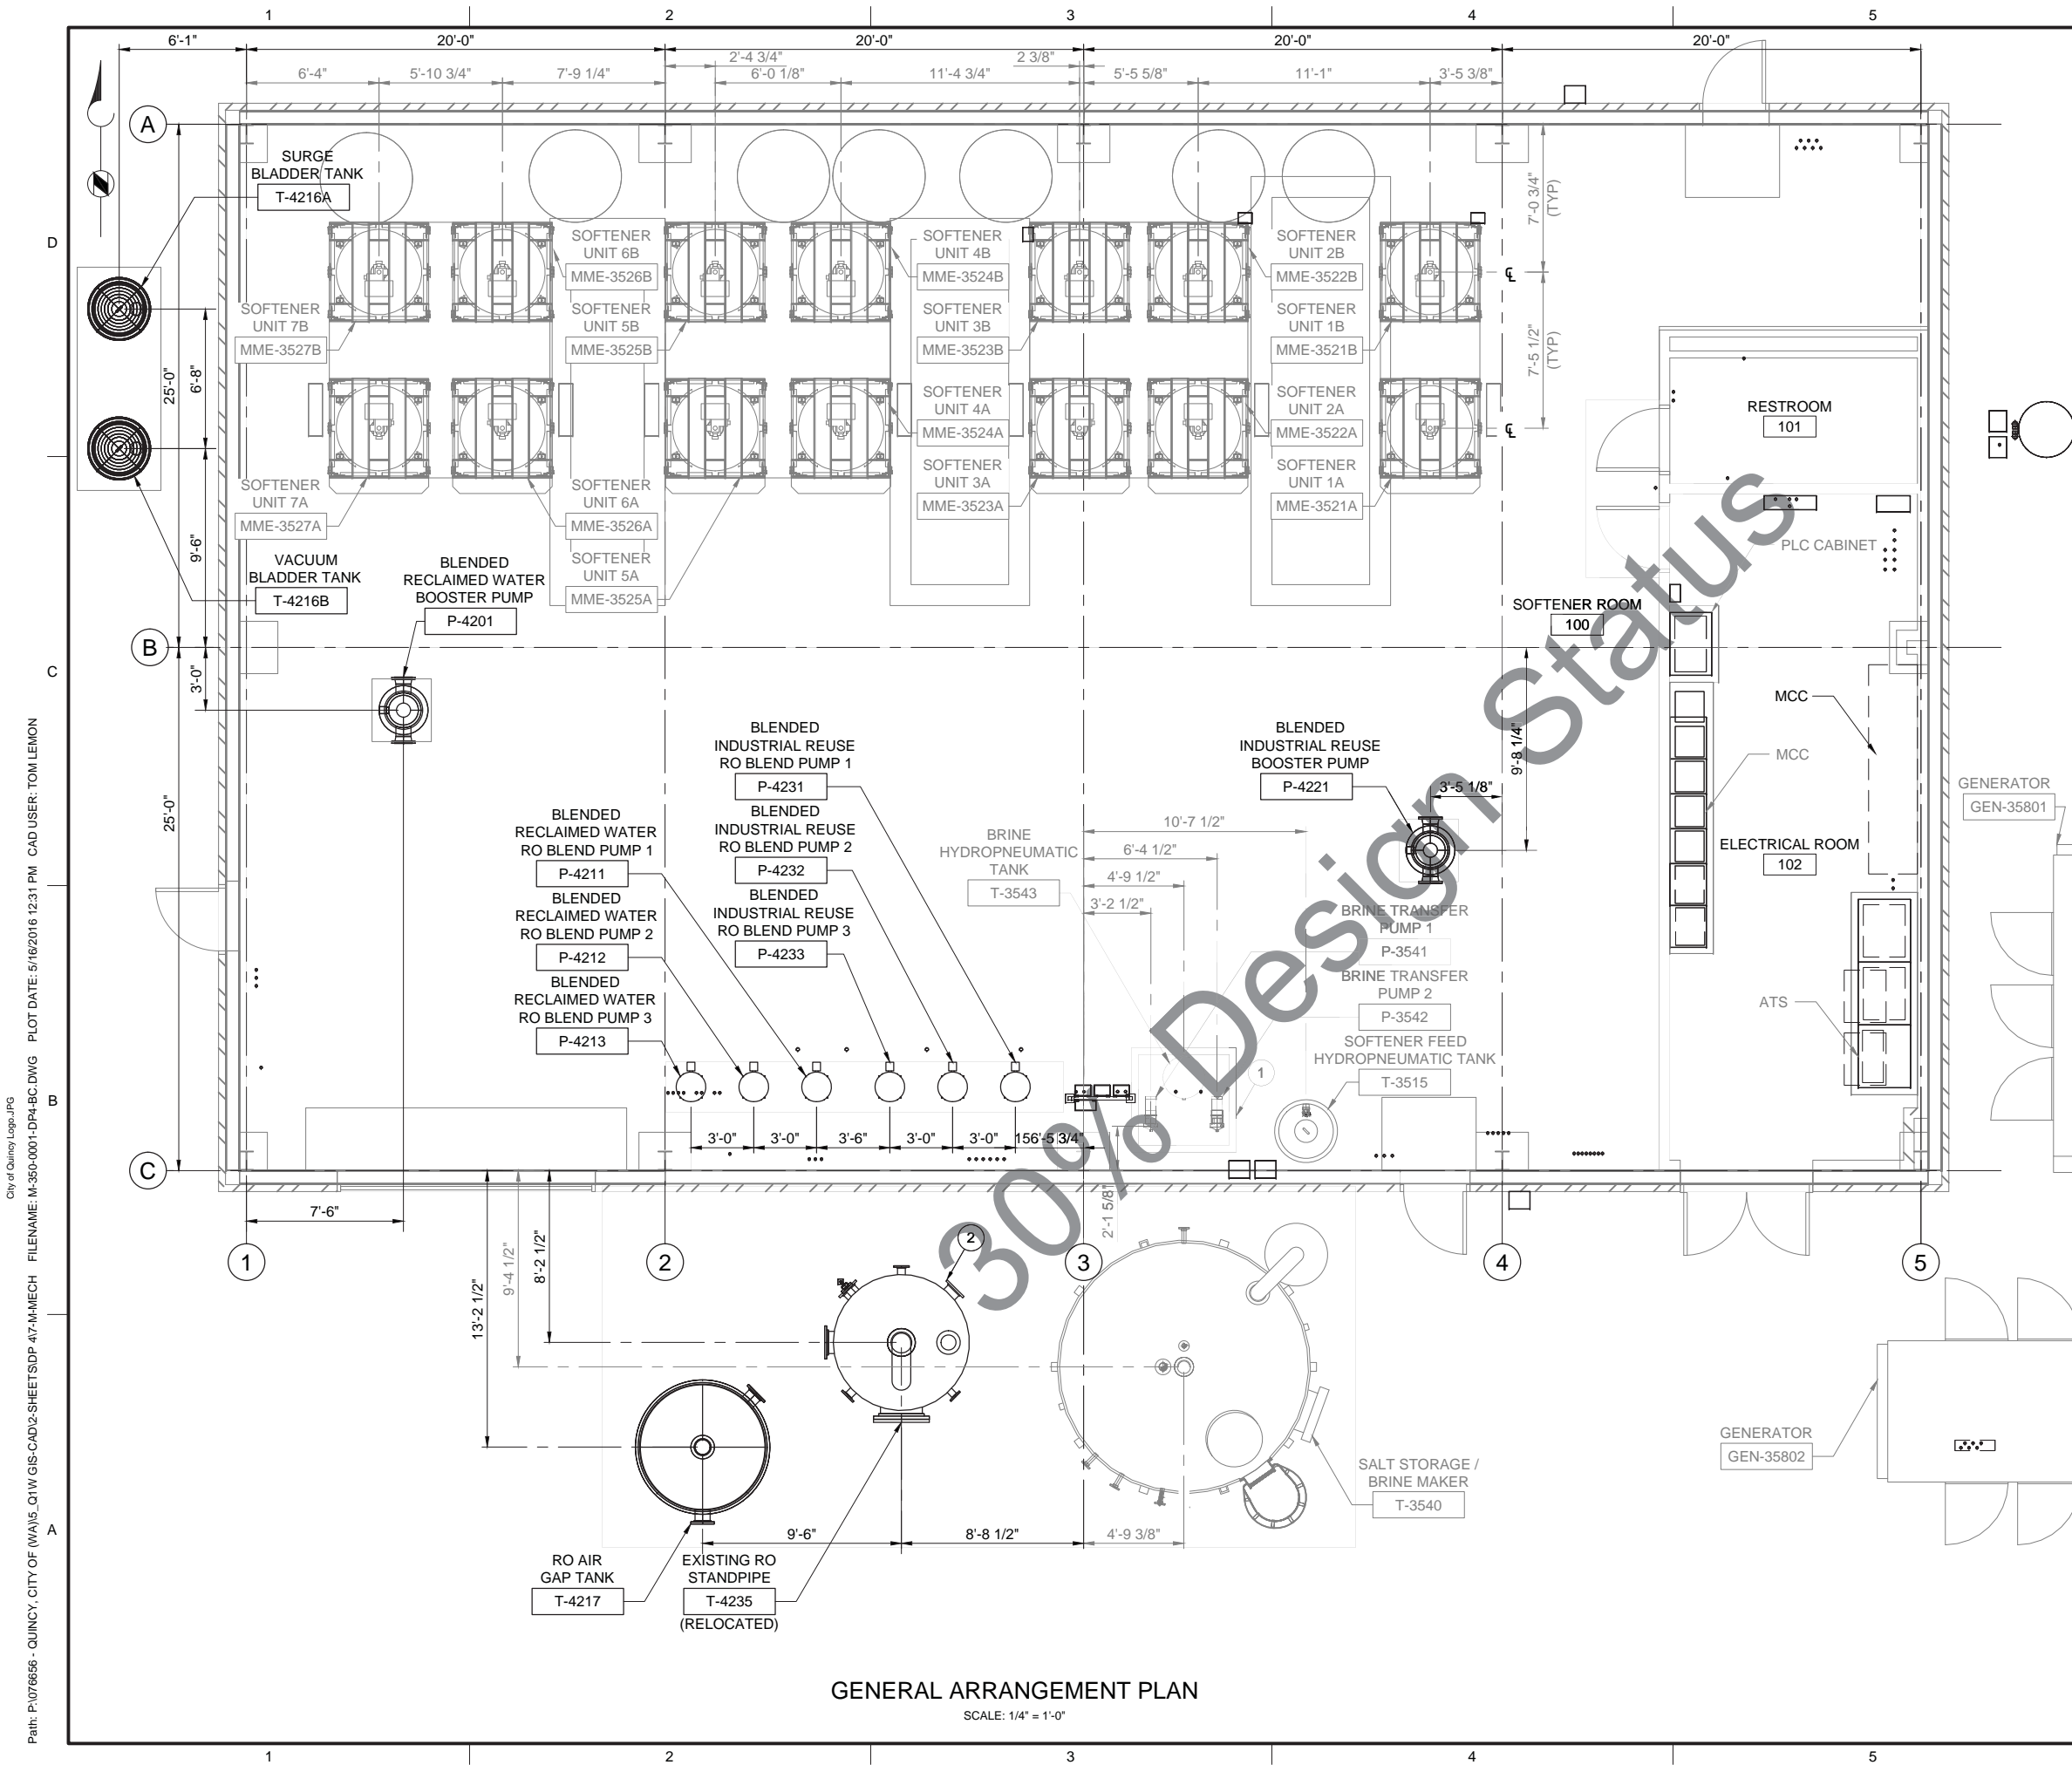 1 2 3 4 5
6'-1" 20'-0" 20'-0" 20'-0" 20'-0"
2'-4 3/4" 2 3/8"
6'-4" 5'-10 3/4" 7'-9 1/4" 6'-0 1/8" 11'-4 3/4" 5'-5 5/8" 11'-1" 3'-5 3/8"
A
SURGE
BLADDER TANK
T-4216A
7'-0 3/4"
(TYP)
D
SOFTENER
UNIT 6B
MME-3526B
SOFTENER
UNIT 4B
MME-3524B
SOFTENER
UNIT 2B
MME-3522B
SOFTENER
UNIT 7B
MME-3527B
SOFTENER
UNIT 5B
MME-3525B
SOFTENER
UNIT 3B
MME-3523B
SOFTENER
UNIT 1B
MME-3521B
7'-5 1/2"
(TYP)
25'-0"
6'-8"
SOFTENER
UNIT 4A
MME-3524A
SOFTENER
UNIT 2A
MME-3522A
RESTROOM
101
SOFTENER
UNIT 7A
MME-3527A
SOFTENER
UNIT 6A
MME-3526A
SOFTENER
UNIT 3A
MME-3523A
SOFTENER
UNIT 1A
MME-3521A
9'-6"
VACUUM
BLADDER TANK
T-4216B
BLENDED
RECLAIMED WATER
BOOSTER PUMP
P-4201
SOFTENER
UNIT 5A
MME-3525A
PLC CABINET
SOFTENER ROOM
100
B
C
3'-0"
25'-0"
BLENDED
INDUSTRIAL REUSE
RO BLEND PUMP 1
P-4231
BLENDED
INDUSTRIAL REUSE
BOOSTER PUMP
P-4221
9'-8 1/4"
3'-5 1/8"
MCC
MCC
GENERATOR
GEN-35801
BLENDED
RECLAIMED WATER
RO BLEND PUMP 1
P-4211
BLENDED
INDUSTRIAL REUSE
RO BLEND PUMP 2
P-4232
BRINE
HYDROPNEUMATIC
TANK
T-3543
10'-7 1/2"
6'-4 1/2"
4'-9 1/2"
3'-2 1/2"
ELECTRICAL ROOM
102
BLENDED
RECLAIMED WATER
RO BLEND PUMP 2
P-4212
BLENDED
INDUSTRIAL REUSE
RO BLEND PUMP 3
P-4233
BRINE TRANSFER
PUMP 1
P-3541
BRINE TRANSFER
PUMP 2
P-3542
ATS
BLENDED
RECLAIMED WATER
RO BLEND PUMP 3
P-4213
SOFTENER FEED
HYDROPNEUMATIC TANK
T-3515
1
B
3'-0" 3'-0" 3'-6" 3'-0" 3'-0" 156'-5 3/4"
C
2'-1 5/8"
7'-6"
1 2 3 4 5
2
13'-2 1/2"
9'-4 1/2"
8'-2 1/2"
GENERATOR
GEN-35802
SALT STORAGE /
BRINE MAKER
T-3540
A
9'-6" 8'-8 1/2" 4'-9 3/8"
RO AIR
GAP TANK
T-4217
EXISTING RO
STANDPIPE
T-4235
(RELOCATED)
30% Design Status
GENERAL ARRANGEMENT PLAN
SCALE: 1/4" = 1'-0"
1 2 3 4 5
City of Quincy Logo.JPG
Path: P:\076656 - QUINCY, CITY OF (WA)\5_Q1W GIS-CAD\2-SHEETS\DP 4\7-M-MECH FILENAME: M-350-0001-DP4-BC.DWG PLOT DATE: 5/16/2016 12:31 PM CAD USER: TOM LEMON